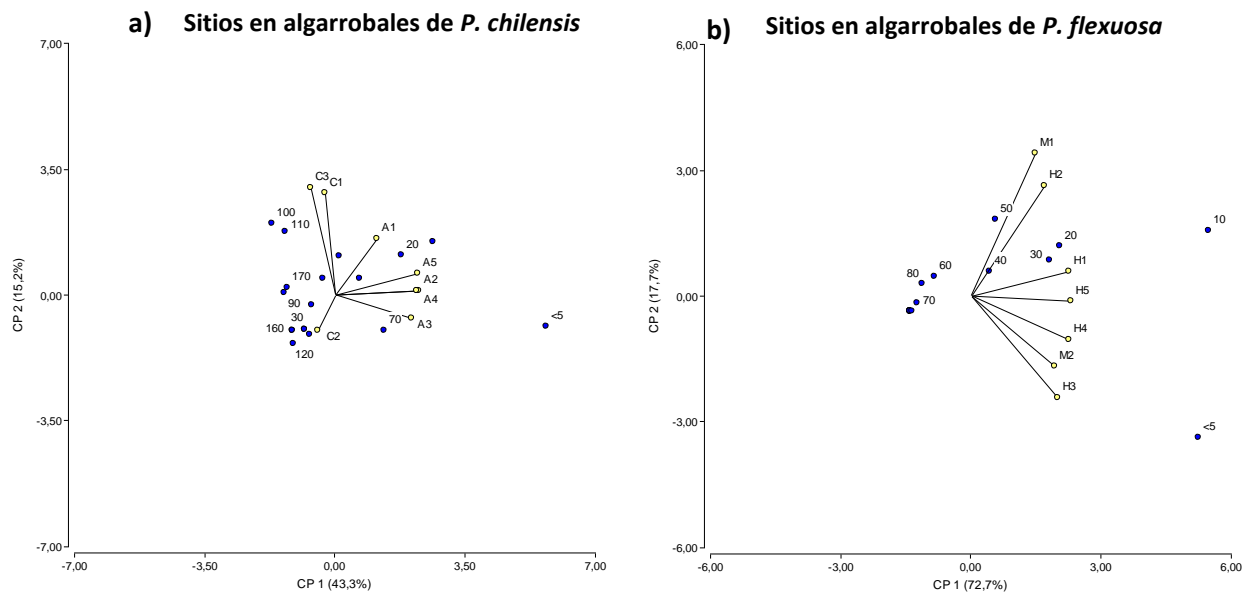 a) Sitios en algarrobales de P. chilensis
7,00
3,50
0,00
-3,50
-7,00
CP 2 (15,2%)
C3
C1
100
110
A1
20
A5
A2
A4
A3
170
90
30
160
120
C2
70
<5
-7,00 -3,50 0,00 3,50 7,00
CP 1 (43,3%)
b) Sitios en algarrobales de P. flexuosa
6,00
3,00
0,00
-3,00
-6,00
CP 2 (17,7%)
M1
H2
50
10
20
30
H1
40
60
80
70
H5
H4
M2
H3
<5
-6,00 -3,00 0,00 3,00 6,00
CP 1 (72,7%)